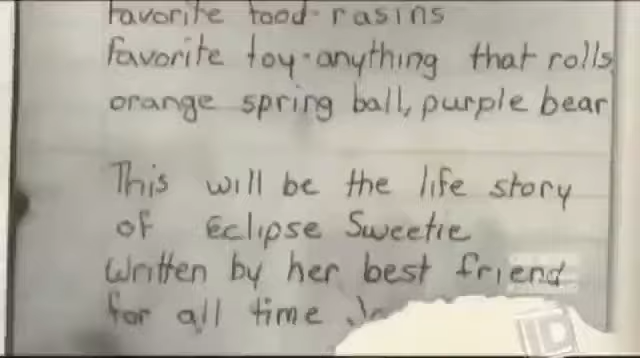 favorite food- rasins
favorite toy-anything that rolls
orange spring ball, purple bear
This will be the life story
of Eclipse Sweetie
Written by her best friend
for all time
ID